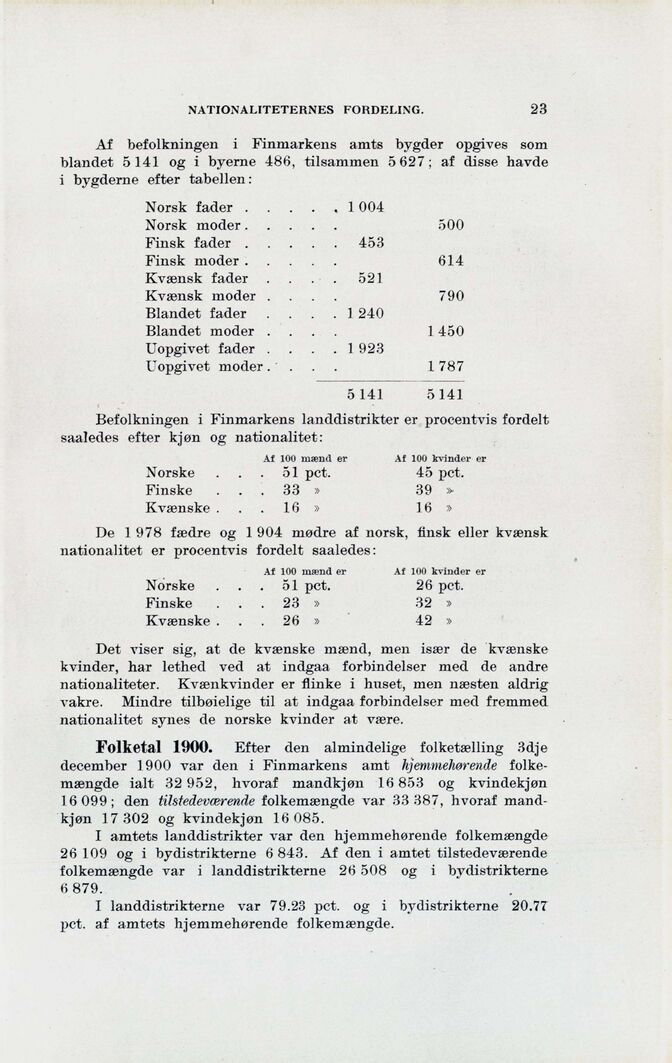 NATIONALITETERNES FORDELING. 23
Af befolkningen i Finmarkens amts bygder opgives som
blandet 5 141 og i byerne 486, tilsammen 5 627; af disse havde
i bygderne efter tabellen:
Norsk fader . . . . . 1 004
Norsk moder . . . . . 500
Finsk fader . . . . . 453
Finsk moder . . . . . 614
Kvænsk fader . . . . 521
Kvænsk moder . . . . 790
Blandet fader . . . . 1 240
Blandet moder . . . . 1 450
Uopgivet fader . . . . 1 923
Uopgivet moder . . . . 1 787
5 141 5 141
Befolkningen i Finmarkens landdistrikter er procentvis fordelt
saaledes efter kjøn og nationalitet:
Af 100 mænd er Af 100 kvinder er
Norske . . . 51 pct. 45 pct.
Finske . . . 33 » 39 »
Kvænske . . . 16 » 16 »
De 1 978 fædre og 1 904 mødre af norsk, finsk eller kvænsk
nationalitet er procentvis fordelt saaledes:
Af 100 mænd er Af 100 kvinder er
Norske . . . 51 pct. 26 pct.
Finske . . . 23 » 32 »
Kvænske . . . 26 » 42 »
Det viser sig, at de kvænske mænd, men især de kvænske
kvinder, har lethed ved at indgaa forbindelser med de andre
nationaliteter. Kvænkvinder er flinke i huset, men næsten aldrig
vakre. Mindre tilbøielige til at indgaa forbindelser med fremmed
nationalitet synes de norske kvinder at være.
Folketal 1900. Efter den almindelige folketælling 3dje
december 1900 var den i Finmarkens amt hjemmehørende folke-
mængde ialt 32 952, hvoraf mandkjøn 16 853 og kvindekjøn
16 099; den tilstedeværende folkemængde var 33 387, hvoraf mand-
kjøn 17 302 og kvindekjøn 16 085.
I amtets landdistrikter var den hjemmehørende folkemængde
26 109 og i bydistrikterne 6 843. Af den i amtet tilstedeværende
folkemængde var i landdistrikterne 26 508 og i bydistrikterne
6 879.
I landdistrikterne var 79.23 pct. og i bydistrikterne 20.77
pct. af amtets hjemmehørende folkemængde.